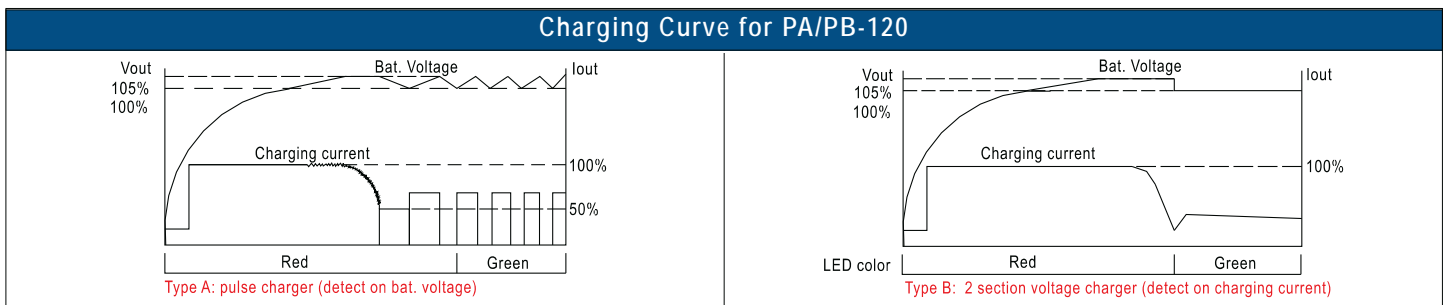 Charging Curve for PA/PB-120
Vout
105%
100%
Bat. Voltage
Iout
Charging current
100%
50%
Red
Green
Type A: pulse charger (detect on bat. voltage)
Vout
105%
100%
Bat. Voltage
Iout
Charging current
100%
LED color
Red
Green
Type B: 2 section voltage charger (detect on charging current)